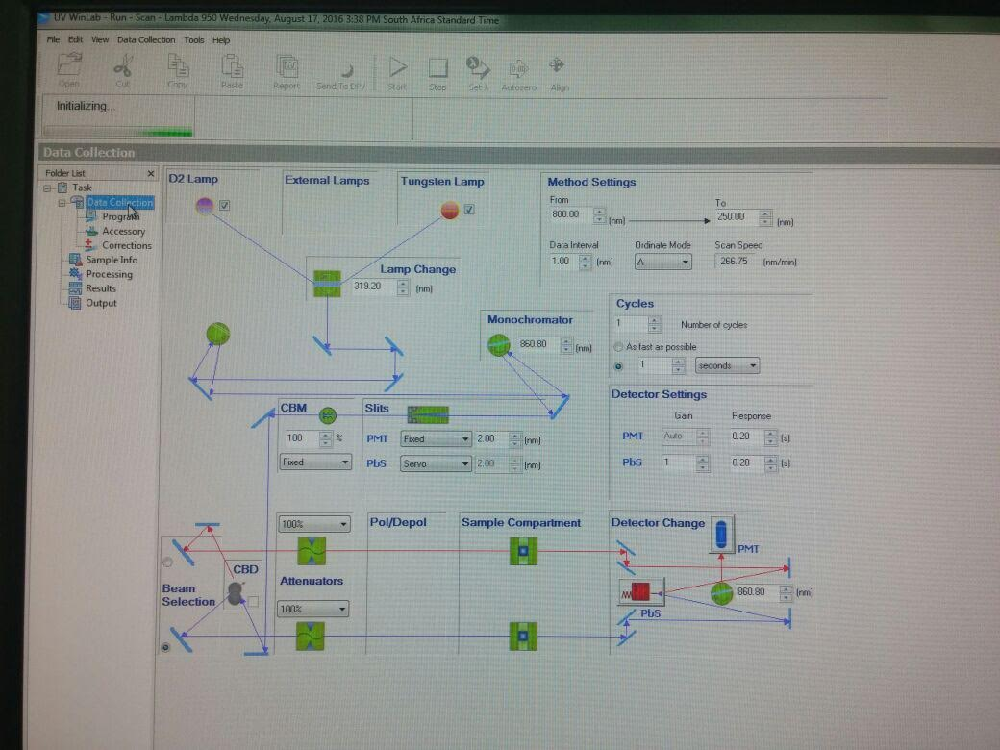 UV WinLab - Run - Scan - Lambda 950 Wednesday, August 17, 2016 3:38 PM South Africa Standard Time
File Edit View Data Collection Tools Help
Open Cut Copy Paste Report Send To DPV Start Stop Set λ Autozero Align
Initializing...
Data Collection
Folder List
Task
Data Collection
Program
Accessory
Corrections
Sample Info
Processing
Results
Output
D2 Lamp
External Lamps
Tungsten Lamp
Lamp Change
319.20 (nm)
Monochromator
860.80 (nm)
Method Settings
From To
800.00 (nm) 250.00 (nm)
Data Interval Ordinate Mode Scan Speed
1.00 (nm) A 266.75 (nm/min)
Cycles
1 Number of cycles
As fast as possible
1 seconds
CBM
100 %
Fixed
Slits
PMT Fixed 2.00 (nm)
PbS Servo 2.00 (nm)
Detector Settings
Gain Response
PMT Auto 0.20 (s)
PbS 1 0.20 (s)
Beam
Selection
CBD
100%
Attenuators
100%
Pol/Depol
Sample Compartment
Detector Change
PMT
860.80 (nm)
PbS